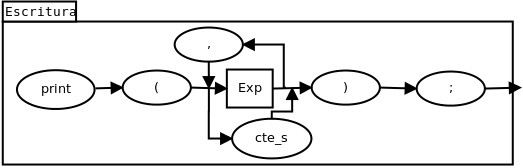 Escritura
,
print
(
Exp
)
;
cte_s